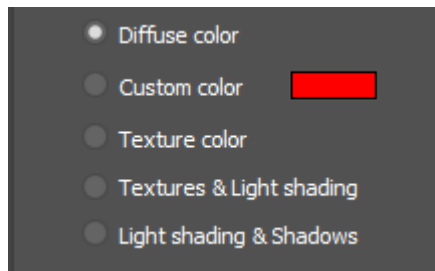 Diffuse color
Custom color
Texture color
Textures & Light shading
Light shading & Shadows